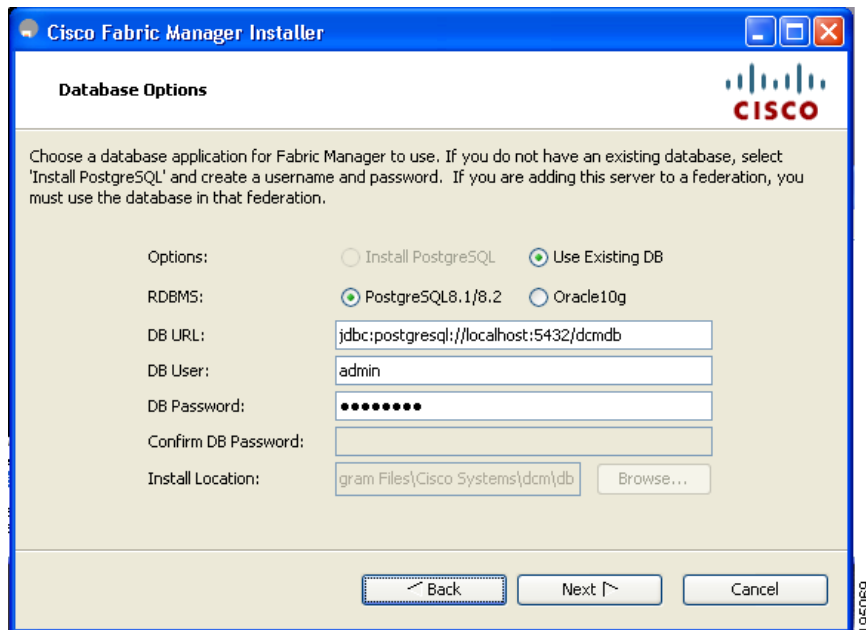 Cisco Fabric Manager Installer
Database Options
CISCO
Choose a database application for Fabric Manager to use. If you do not have an existing database, select
'Install PostgreSQL' and create a username and password. If you are adding this server to a federation, you
must use the database in that federation.
Options: Install PostgreSQL Use Existing DB
RDBMS: PostgreSQL8.1/8.2 Oracle10g
DB URL: jdbc:postgresql://localhost:5432/dcmdb
DB User: admin
DB Password: ●●●●●●●●
Confirm DB Password:
Install Location: gram Files\Cisco Systems\dcm\db Browse...
Back Next Cancel